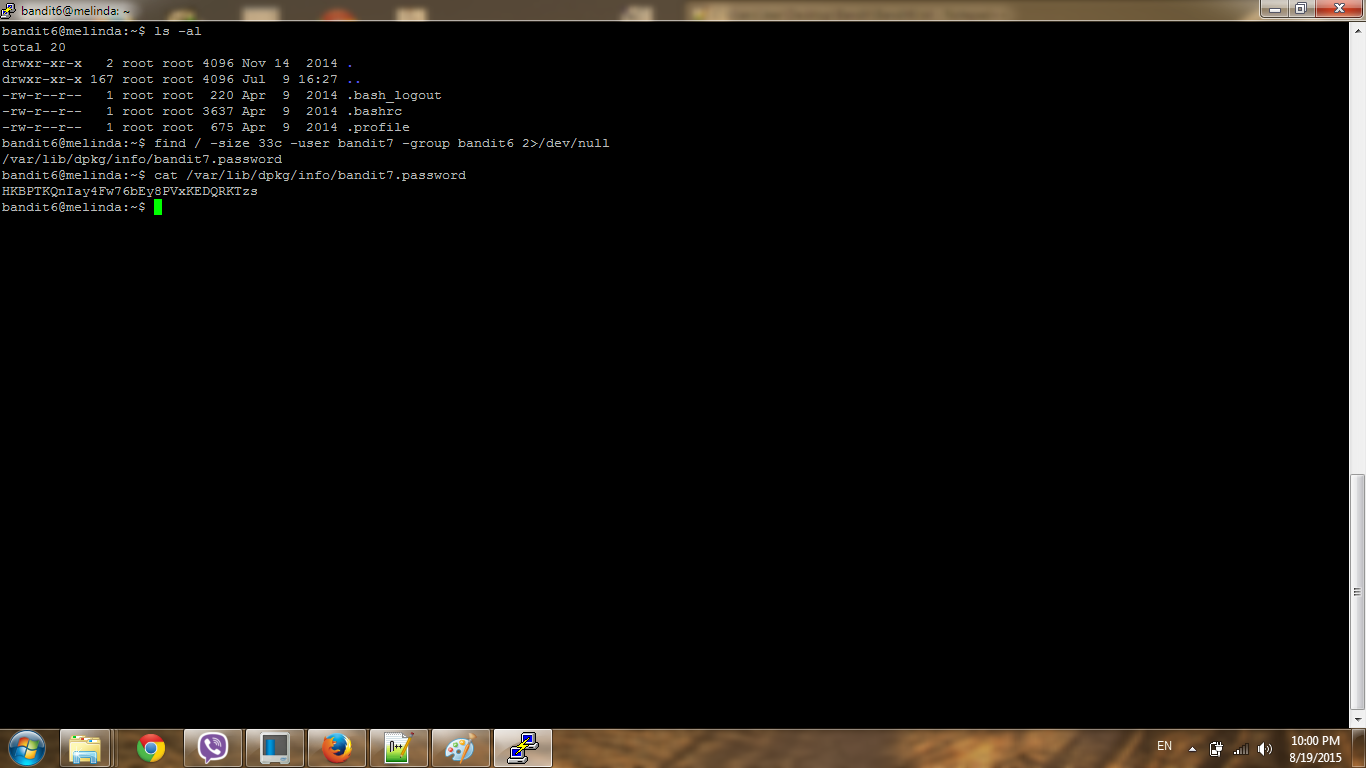 bandit6@melinda: ~
bandit6@melinda:~$ ls -al
total 20
drwxr-xr-x   2 root root 4096 Nov 14  2014 .
drwxr-xr-x 167 root root 4096 Jul  9 16:27 ..
-rw-r--r--   1 root root  220 Apr  9  2014 .bash_logout
-rw-r--r--   1 root root 3637 Apr  9  2014 .bashrc
-rw-r--r--   1 root root  675 Apr  9  2014 .profile
bandit6@melinda:~$ find / -size 33c -user bandit7 -group bandit6 2>/dev/null
/var/lib/dpkg/info/bandit7.password
bandit6@melinda:~$ cat /var/lib/dpkg/info/bandit7.password
HKBPTKQnIay4Fw76bEy8PVxKEDQRKTzs
bandit6@melinda:~$
EN
10:00 PM
8/19/2015